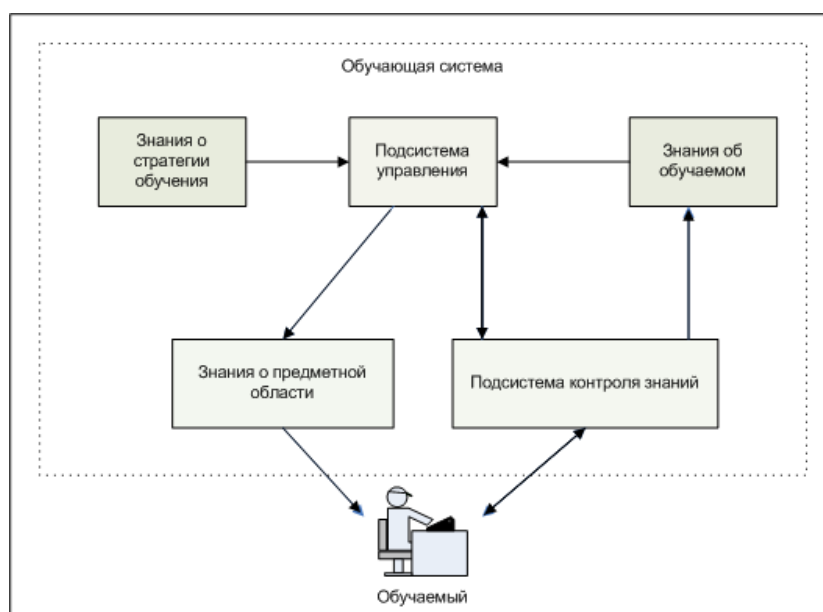 Обучающая система
Знания о
стратегии
обучения
Подсистема
управления
Знания об
обучаемом
Знания о предметной
области
Подсистема контроля знаний
Обучаемый